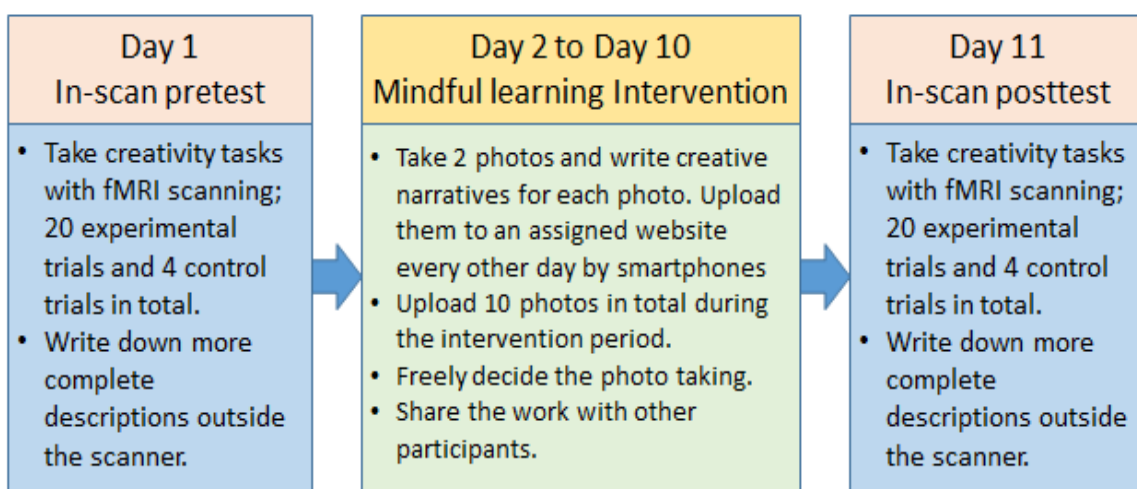 Day 1
In-scan pretest
• Take creativity tasks
with fMRI scanning;
20 experimental
trials and 4 control
trials in total.
• Write down more
complete
descriptions outside
the scanner.
Day 2 to Day 10
Mindful learning Intervention
• Take 2 photos and write creative
narratives for each photo. Upload
them to an assigned website
every other day by smartphones
• Upload 10 photos in total during
the intervention period.
• Freely decide the photo taking.
• Share the work with other
participants.
Day 11
In-scan posttest
• Take creativity tasks
with fMRI scanning;
20 experimental
trials and 4 control
trials in total.
• Write down more
complete
descriptions outside
the scanner.